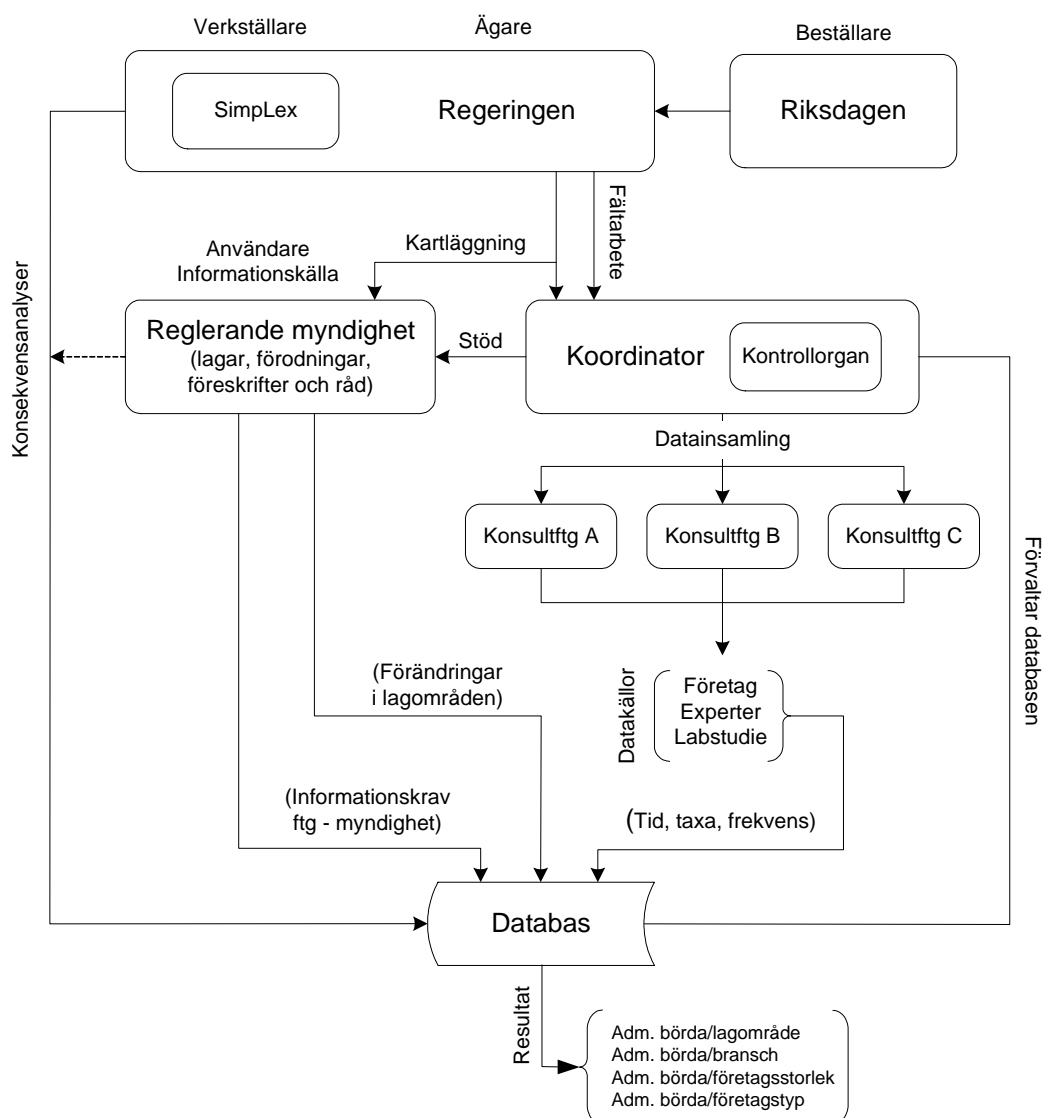 Verkställare
Ägare
Beställare
SimpLex
Regeringen
Riksdagen
Fältarbete
Kartläggning
Användare
Informationskälla
Konsekvensanalyser
Reglerande myndighet
(lagar, förodningar,
föreskrifter och råd)
Stöd
Koordinator
Kontrollorgan
Datainsamling
Konsultftg A
Konsultftg B
Konsultftg C
Förvaltar databasen
(Förändringar
i lagområden)
Datakällor
Företag
Experter
Labstudie
(Informationskrav
ftg - myndighet)
(Tid, taxa, frekvens)
Databas
Resultat
Adm. börda/lagområde
Adm. börda/bransch
Adm. börda/företagsstorlek
Adm. börda/företagstyp